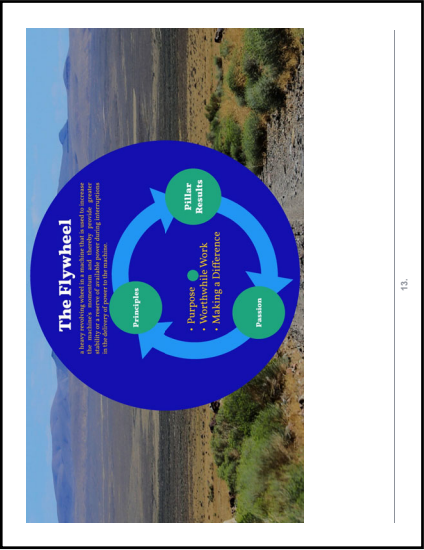 The Flywheel
a heavy revolving wheel in a machine that is used to increase
the machine's momentum and thereby provide greater
stability or a reserve of available power during interruptions
in the delivery of power to the machine.
Pillar
Results
Principles
• Purpose
• Worthwhile Work
• Making a Difference
Passion
13.